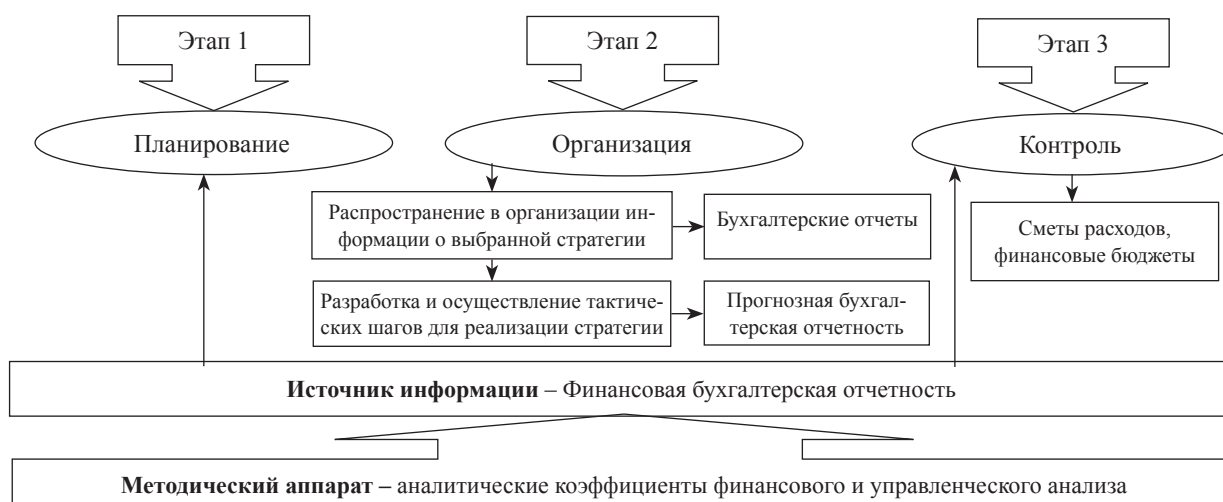 Этап 1
Этап 2
Этап 3
Планирование
Организация
Контроль
Распространение в организации ин-
формации о выбранной стратегии
Бухгалтерские отчеты
Сметы расходов,
финансовые бюджеты
Разработка и осуществление тактиче-
ских шагов для реализации стратегии
Прогнозная бухгал-
терская отчетность
Источник информации – Финансовая бухгалтерская отчетность
Методический аппарат – аналитические коэффициенты финансового и управленческого анализа